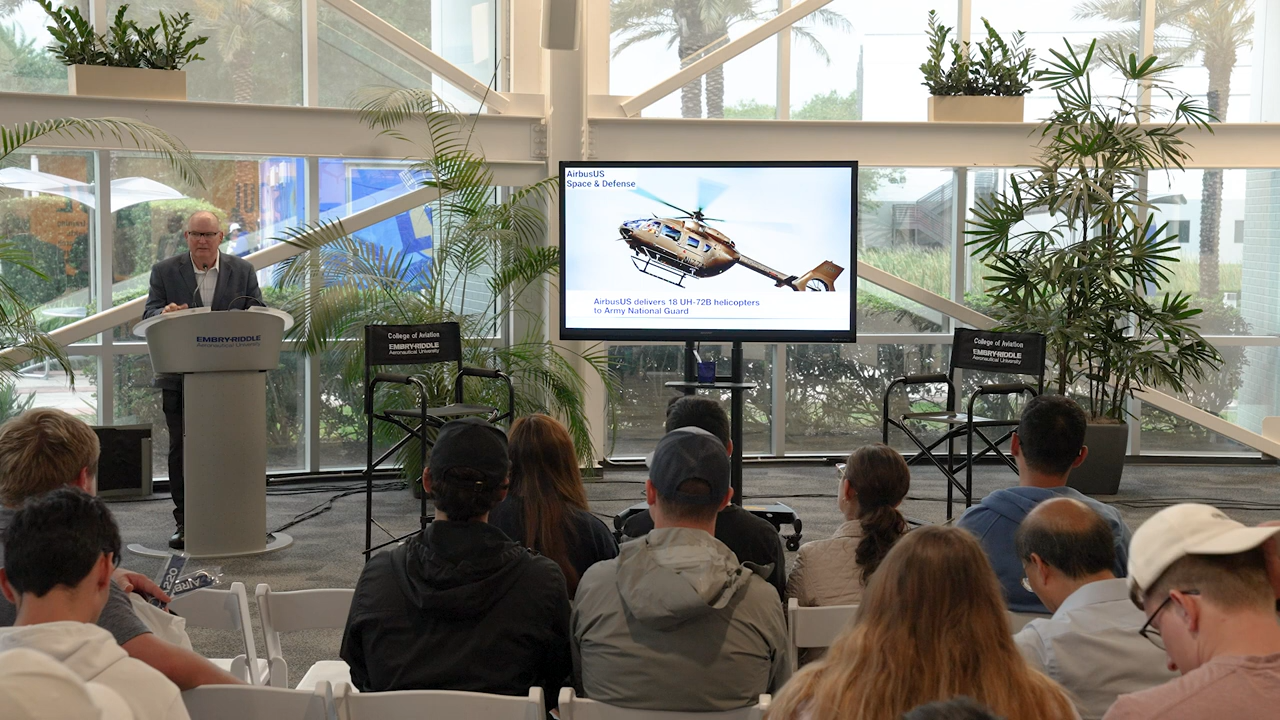 AirbusUS
Space & Defense
AirbusUS delivers 18 UH-72B helicopters
to Army National Guard
EMBRY-RIDDLE
Aeronautical University
College of Aviation
EMBRY-RIDDLE
Aeronautical University
College of Aviation
EMBRY-RIDDLE
Aeronautical University